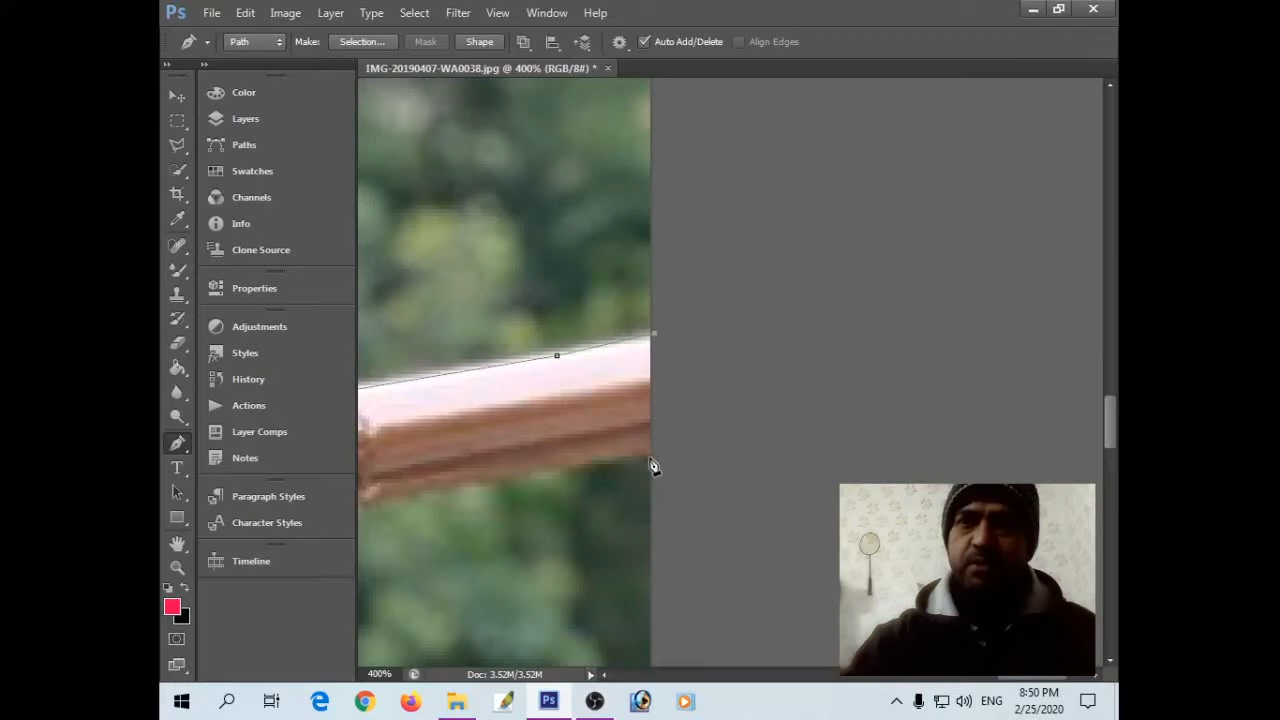 Ps File Edit Image Layer Type Select Filter View Window Help
Path Make: Selection... Mask Shape Auto Add/Delete Align Edges
IMG-20190407-WA0038.jpg @ 400% (RGB/8#) * ×
Color
Layers
Paths
Swatches
Channels
Info
Clone Source
Properties
Adjustments
Styles
History
Actions
Layer Comps
Notes
Paragraph Styles
Character Styles
Timeline
T
400% Doc: 3.52M/3.52M
Ps ENG 8:50 PM
2/25/2020